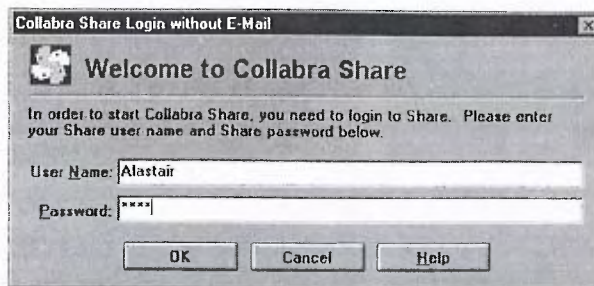 Collabra Share Login without E-Mail
Welcome to Collabra Share
In order to start Collabra Share, you need to login to Share. Please enter
your Share user name and Share password below.
User Name: Alastair
Password: ****
OK Cancel Help